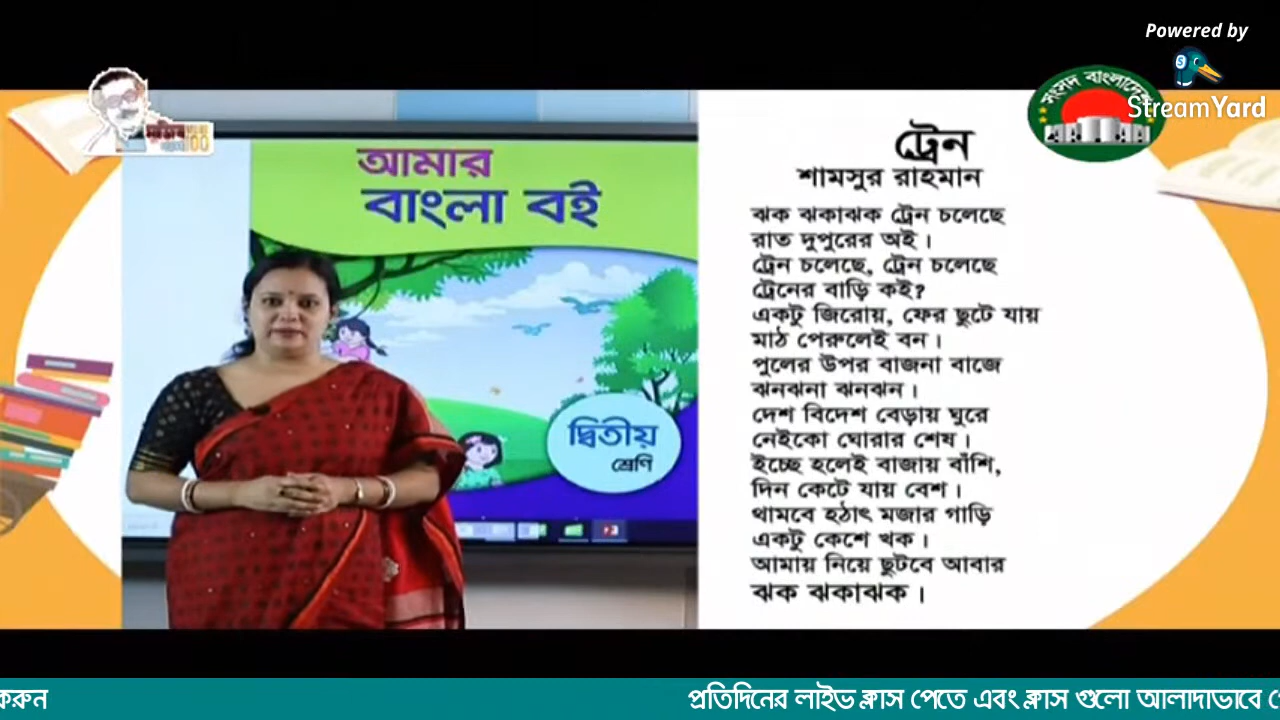 Powered by
StreamYard
সংসদ বাংলাদেশ
১০০
আমার
বাংলা বই
দ্বিতীয়
শ্রেণি
ট্রেন
শামসুর রাহমান
ঝক ঝকাঝক ট্রেন চলেছে
রাত দুপুরের অই।
ট্রেন চলেছে, ট্রেন চলেছে
ট্রেনের বাড়ি কই?
একটু জিরোয়, ফের ছুটে যায়
মাঠ পেরুলেই বন।
পুলের উপর বাজনা বাজে
ঝনঝনা ঝনঝন।
দেশ বিদেশ বেড়ায় ঘুরে
নেইকো ঘোরার শেষ।
ইচ্ছে হলেই বাজায় বাঁশি,
দিন কেটে যায় বেশ।
থামবে হঠাৎ মজার গাড়ি
একটু কেশে খক।
আমায় নিয়ে ছুটবে আবার
ঝক ঝকাঝক।
করুন
প্রতিদিনের লাইভ ক্লাস পেতে এবং ক্লাস গুলো আলাদাভাবে